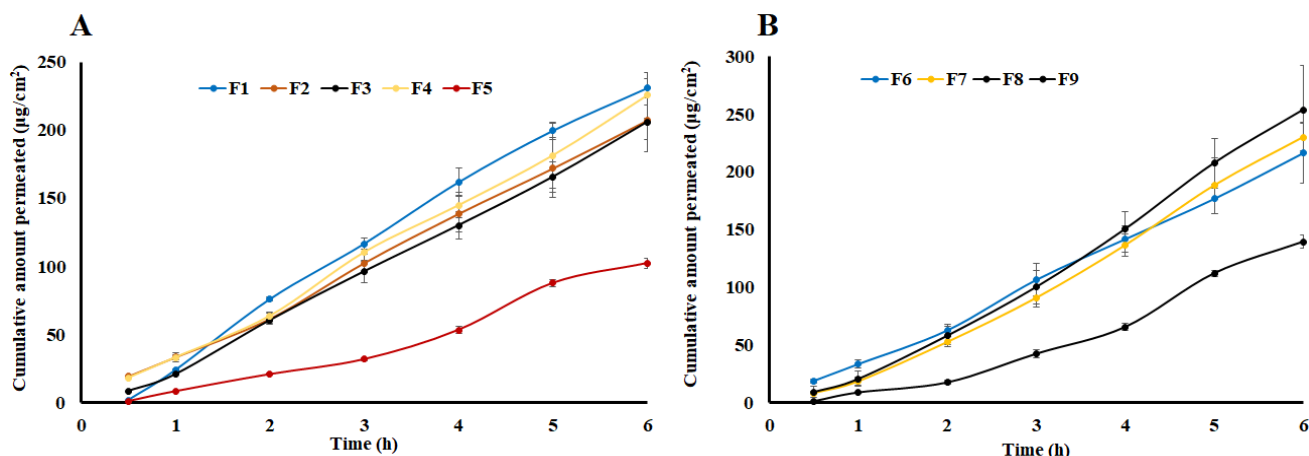 A
Cumulative amount permeated (µg/cm²)
250
200
150
100
50
0
F1 F2 F3 F4 F5
0 1 2 3 4 5 6
Time (h)
B
Cumulative amount permeated (µg/cm²)
300
250
200
150
100
50
0
F6 F7 F8 F9
0 1 2 3 4 5 6
Time (h)